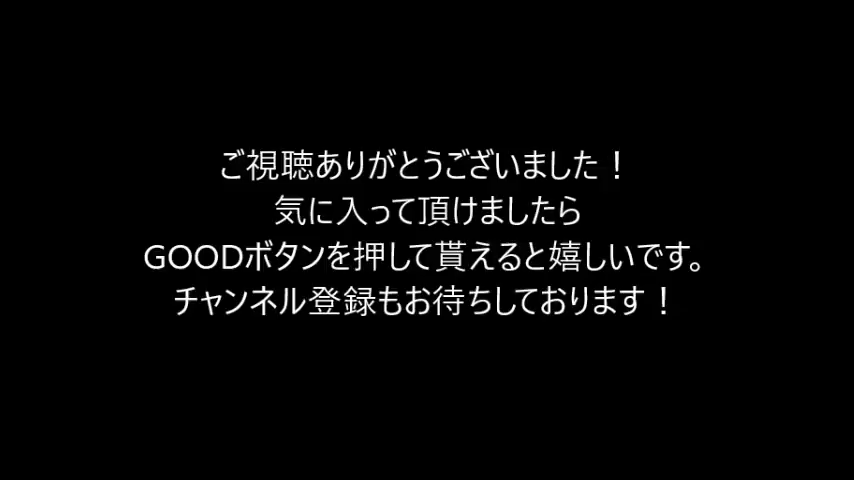 ご視聴ありがとうございました！
気に入って頂けましたら
GOODボタンを押して貰えると嬉しいです。
チャンネル登録もお待ちしております！